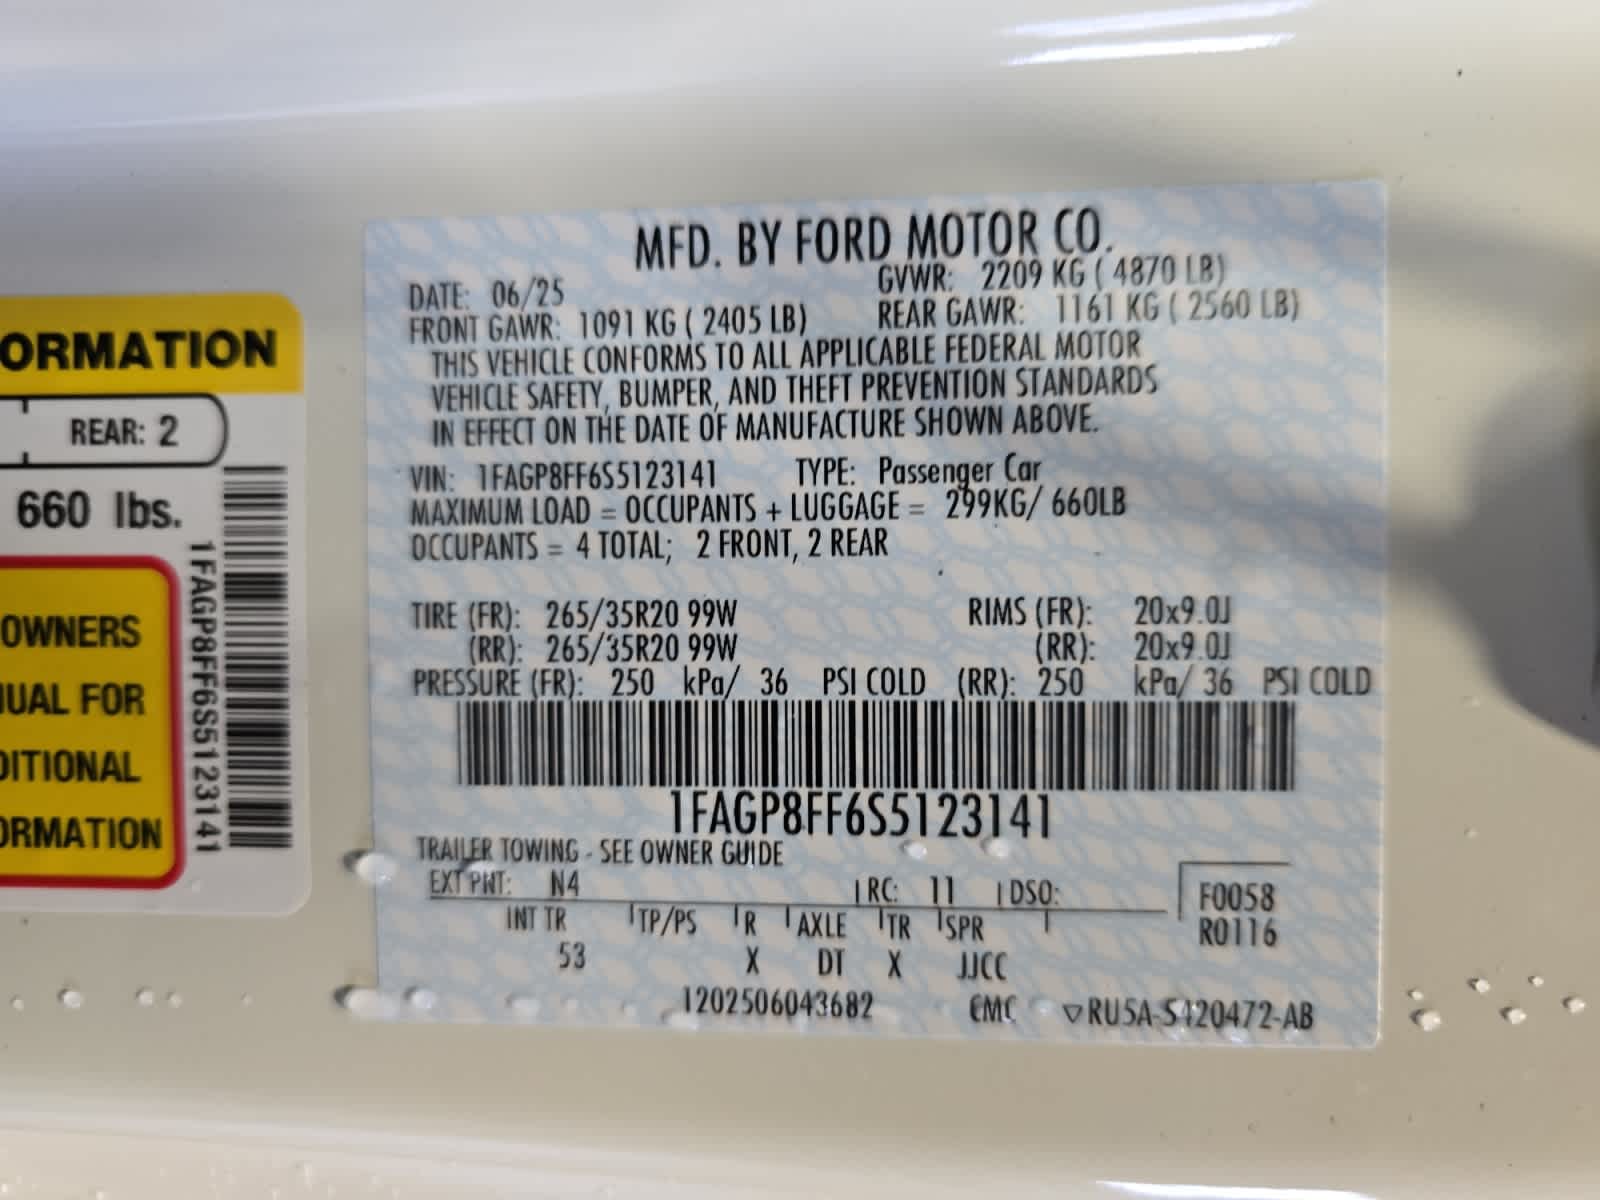 ORMATION
REAR: 2
660 lbs.
OWNERS
UAL FOR
DITIONAL
ORMATION
1FAGP8FF6S5123141
MFD. BY FORD MOTOR CO.
DATE: 06/25
GVWR: 2209 KG ( 4870 LB)
FRONT GAWR: 1091 KG ( 2405 LB)
REAR GAWR: 1161 KG ( 2560 LB)
THIS VEHICLE CONFORMS TO ALL APPLICABLE FEDERAL MOTOR
VEHICLE SAFETY, BUMPER, AND THEFT PREVENTION STANDARDS
IN EFFECT ON THE DATE OF MANUFACTURE SHOWN ABOVE.
VIN: 1FAGP8FF6S5123141 TYPE: Passenger Car
MAXIMUM LOAD = OCCUPANTS + LUGGAGE = 299KG/ 660LB
OCCUPANTS = 4 TOTAL; 2 FRONT, 2 REAR
TIRE (FR): 265/35R20 99W RIMS (FR): 20x9.0J
(RR): 265/35R20 99W (RR): 20x9.0J
PRESSURE (FR): 250 kPa/ 36 PSI COLD (RR): 250 kPa/ 36 PSI COLD
1FAGP8FF6S5123141
TRAILER TOWING - SEE OWNER GUIDE
EXT PNT: N4 RC: 11 DSO:
F0058
R0116
INT TR TP/PS R AXLE TR SPR
53 X DT X JJCC
1202506043682 CMC ▽RU5A-S420472-AB